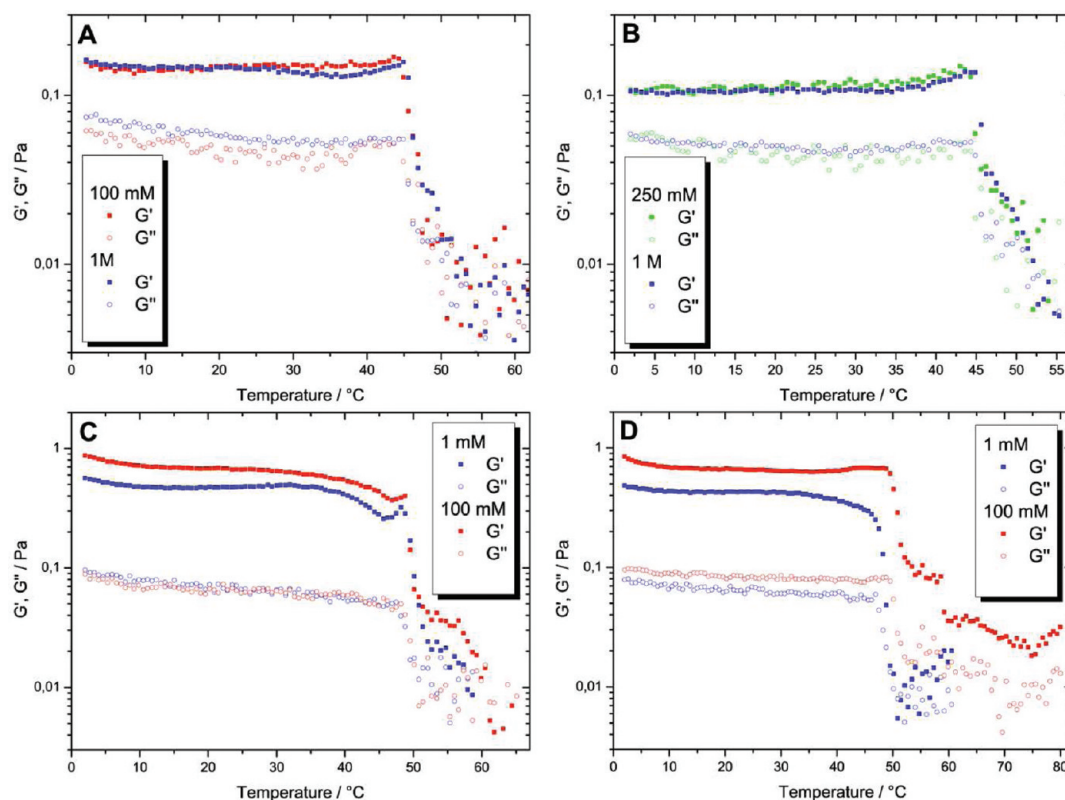 A
G', G'' / Pa
0,1
0,01
100 mM
G'
G''
1M
G'
G''
0 10 20 30 40 50 60
Temperature / °C
B
G', G'' / Pa
0,1
0,01
250 mM
G'
G''
1 M
G'
G''
0 5 10 15 20 25 30 35 40 45 50 55
Temperature / °C
C
G', G'' / Pa
1
0,1
0,01
1 mM
G'
G''
100 mM
G'
G''
0 10 20 30 40 50 60
Temperature / °C
D
G', G'' / Pa
1
0,1
0,01
1 mM
G'
G''
100 mM
G'
G''
0 10 20 30 40 50 60 70 80
Temperature / °C